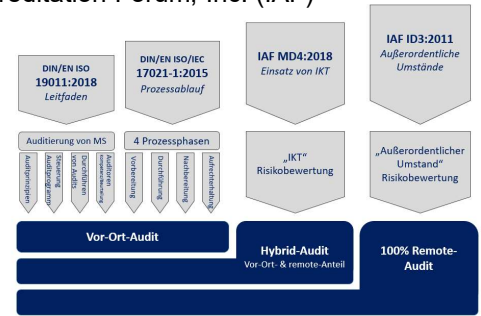 reditation Forum, Inc. (IAF)
DIN/EN ISO
19011:2018
Leitfaden
DIN/EN ISO/IEC
17021-1:2015
Prozessablauf
IAF MD4:2018
Einsatz von IKT
IAF ID3:2011
Außerordentliche
Umstände
Auditierung von MS
4 Prozessphasen
„IKT“
Risikobewertung
„Außerordentlicher
Umstand“
Risikobewertung
Auditprinzipien
Steuerung
Auditprogramm
Durchführen
von Audits
Auditoren
Vorbereitung
Durchführung
Nachbereitung
Aufrechterhaltung
Vor-Ort-Audit
Hybrid-Audit
Vor-Ort- & remote-Anteil
100% Remote-
Audit